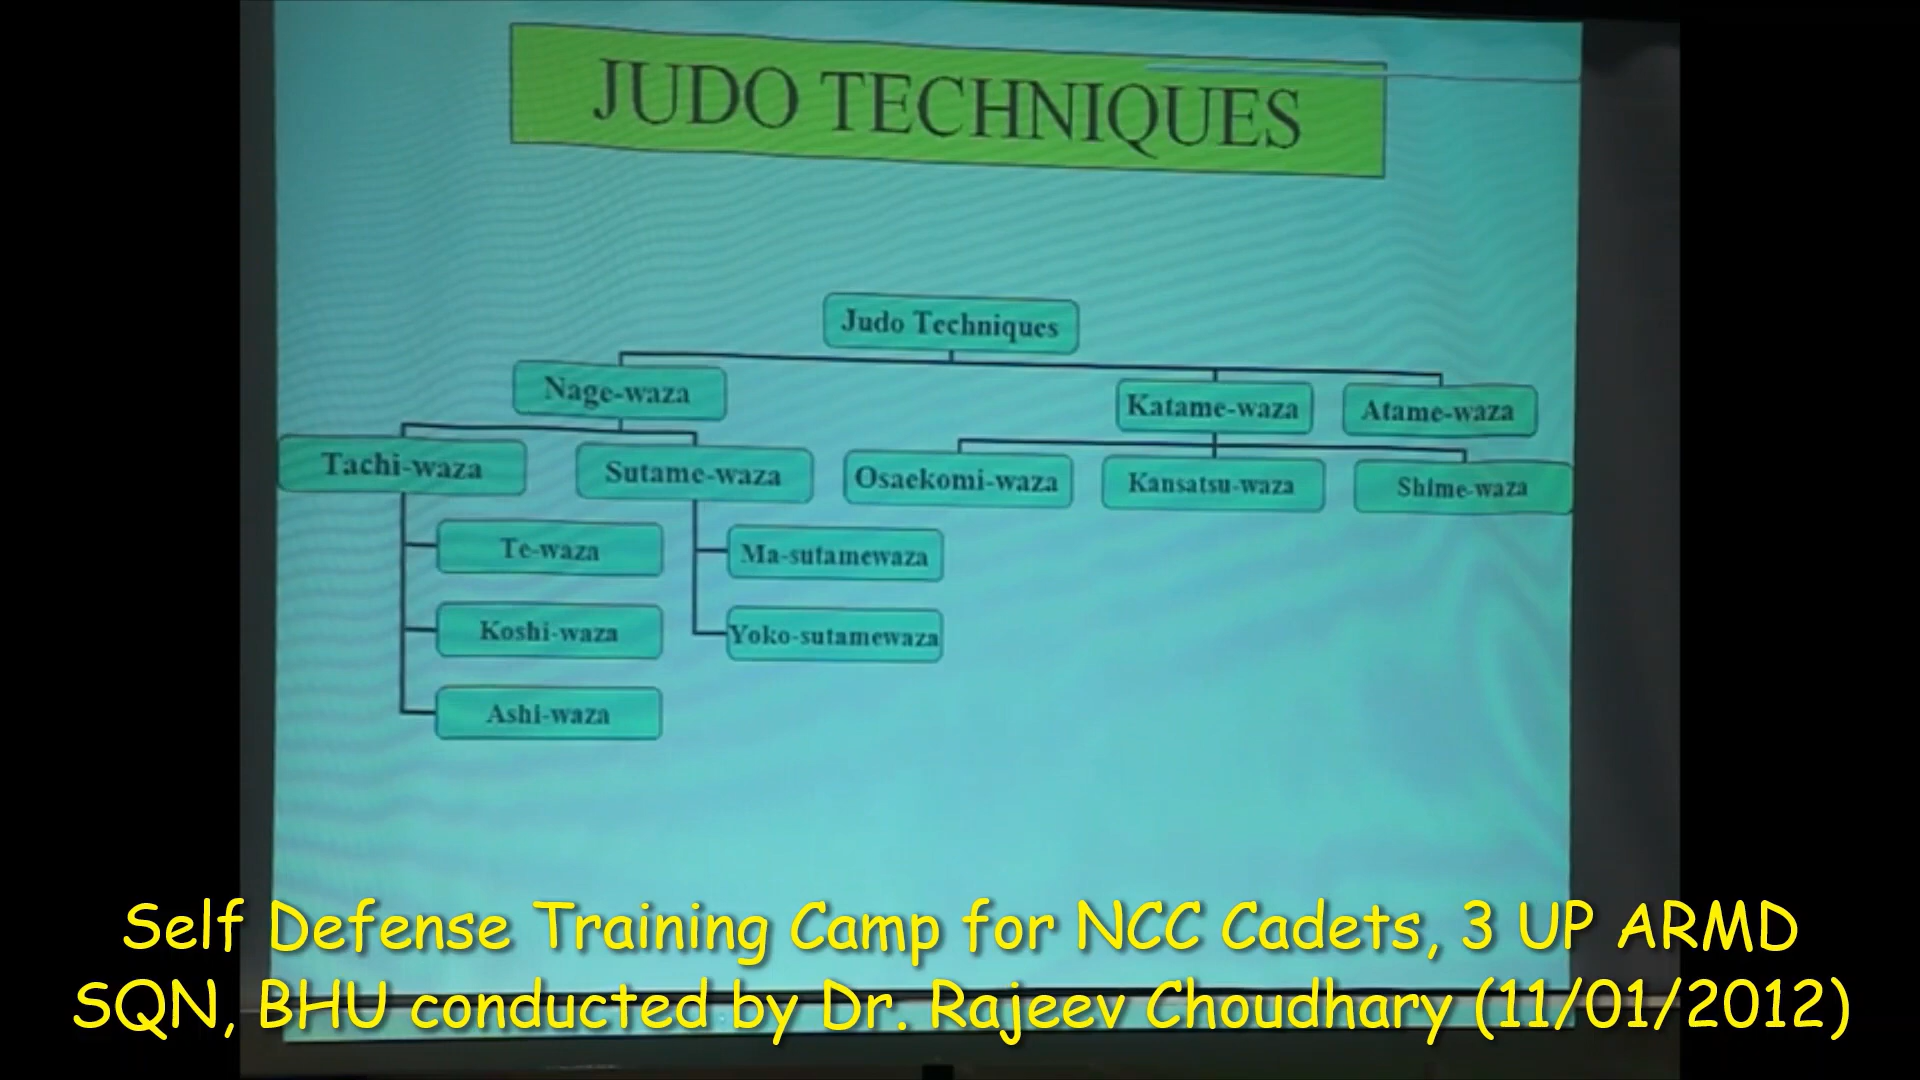 JUDO TECHNIQUES
Judo Techniques
Nage-waza
Katame-waza
Atame-waza
Tachi-waza
Sutame-waza
Osaekomi-waza
Kansatsu-waza
Shime-waza
Te-waza
Ma-sutamewaza
Koshi-waza
Yoko-sutamewaza
Ashi-waza
Self Defense Training Camp for NCC Cadets, 3 UP ARMD
SQN, BHU conducted by Dr. Rajeev Choudhary (11/01/2012)